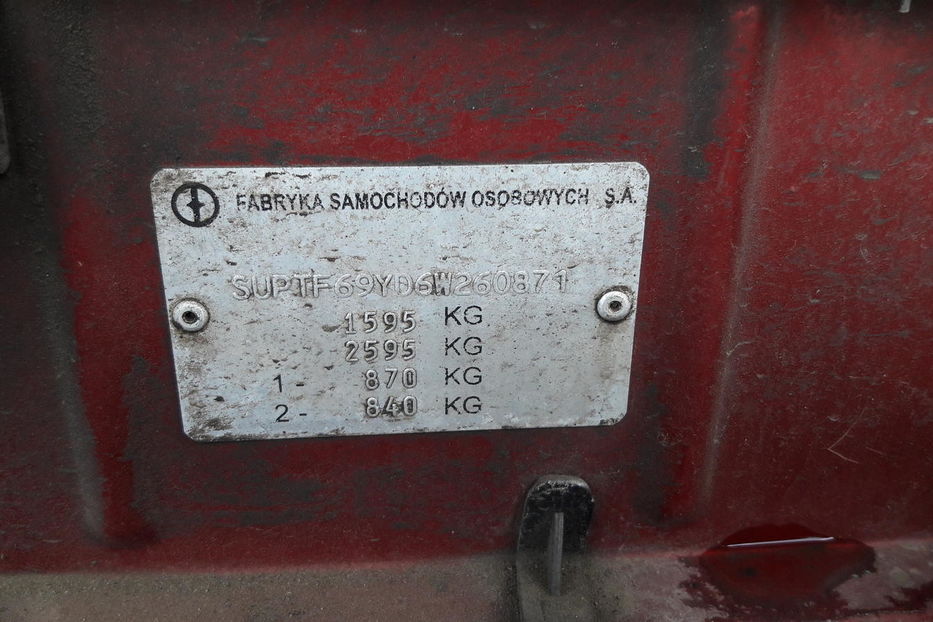 FABRYKA SAMOCHODÓW OSOBOWYCH S.A.
SUPTF69YD6W260871
1595 KG
2595 KG
1 - 870 KG
2 - 840 KG